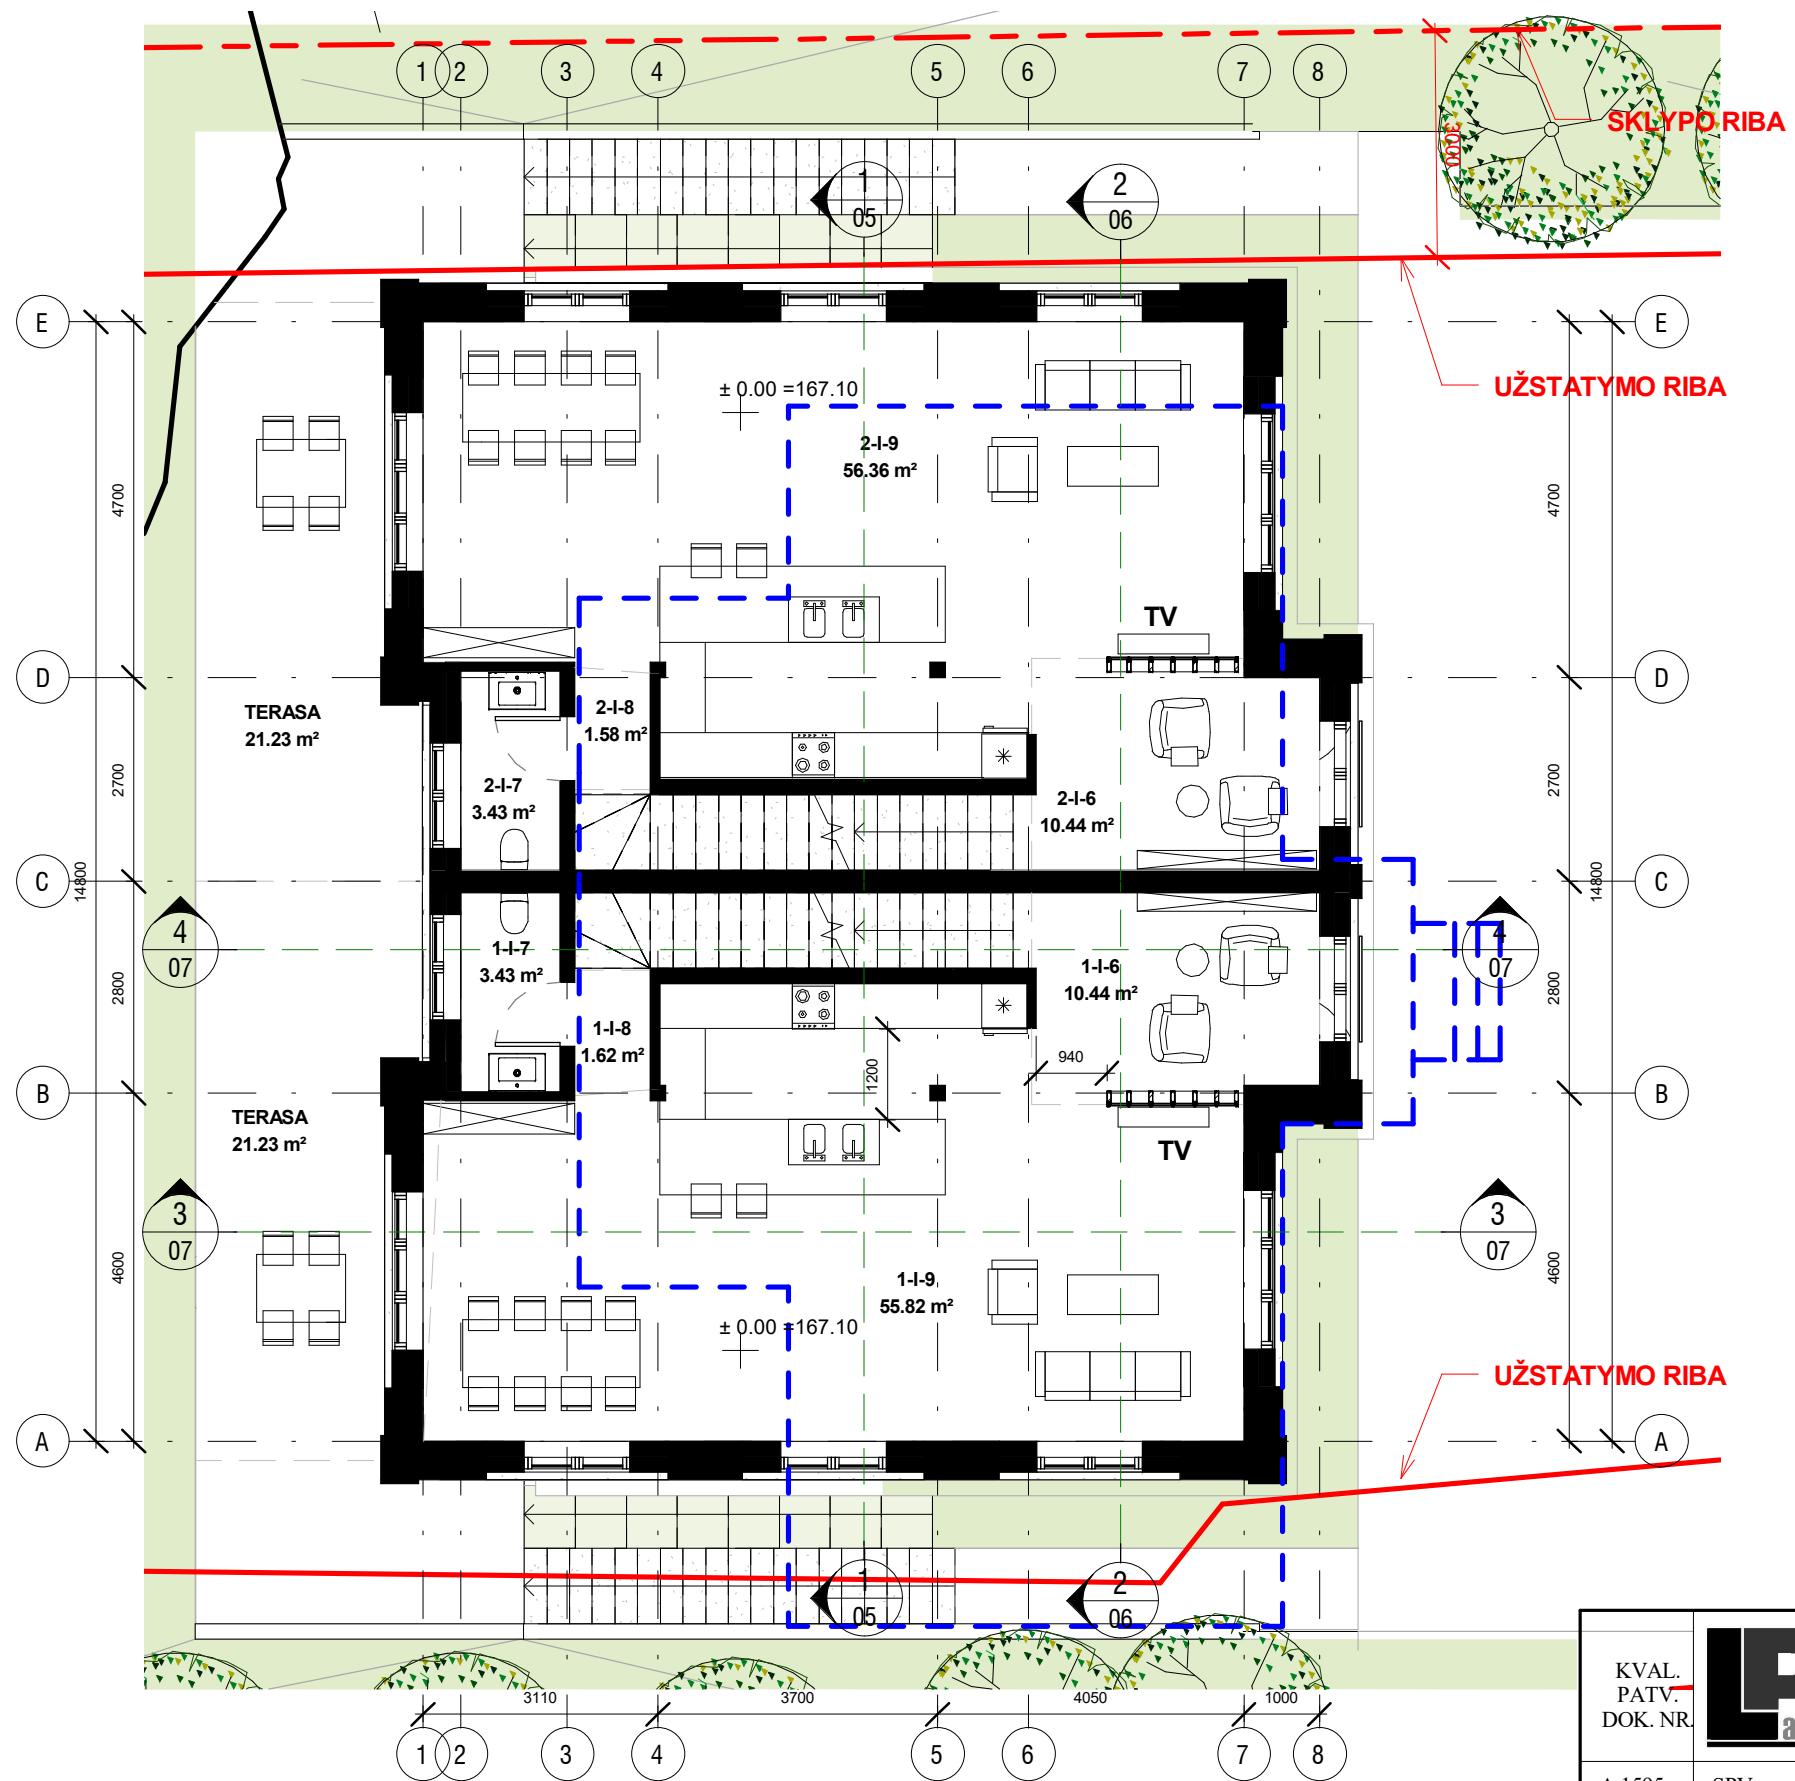 1 2 3 4 5 6 7 8
SKLYPO RIBA
3000
1
05
2
06
E
E
UŽSTATYMO RIBA
± 0.00 =167.10
2-I-9
56.36 m²
4700
4700
TV
D
D
TERASA
21.23 m²
2-I-8
1.58 m²
2-I-7
3.43 m²
2-I-6
10.44 m²
2700
2700
C
C
14800
14800
4
07
4
07
1-I-7
3.43 m²
1-I-6
10.44 m²
2800
2800
1-I-8
1.62 m²
940
1200
B
B
TERASA
21.23 m²
TV
3
07
3
07
4600
4600
1-I-9
55.82 m²
± 0.00 =167.10
UŽSTATYMO RIBA
A
A
1
05
2
06
3110
3700
4050
1000
1 2 3 4 5 6 7 8
KVAL.
PATV.
DOK. NR.